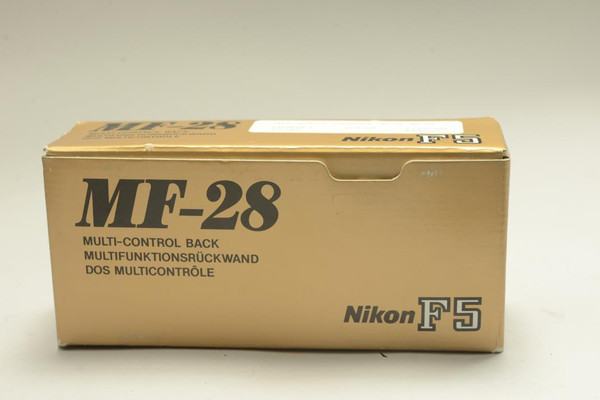 MF-28
Nikon F5
MF-28
MULTI-CONTROL BACK
MULTIFUNKTIONSRÜCKWAND
DOS MULTICONTRÔLE
Nikon F5